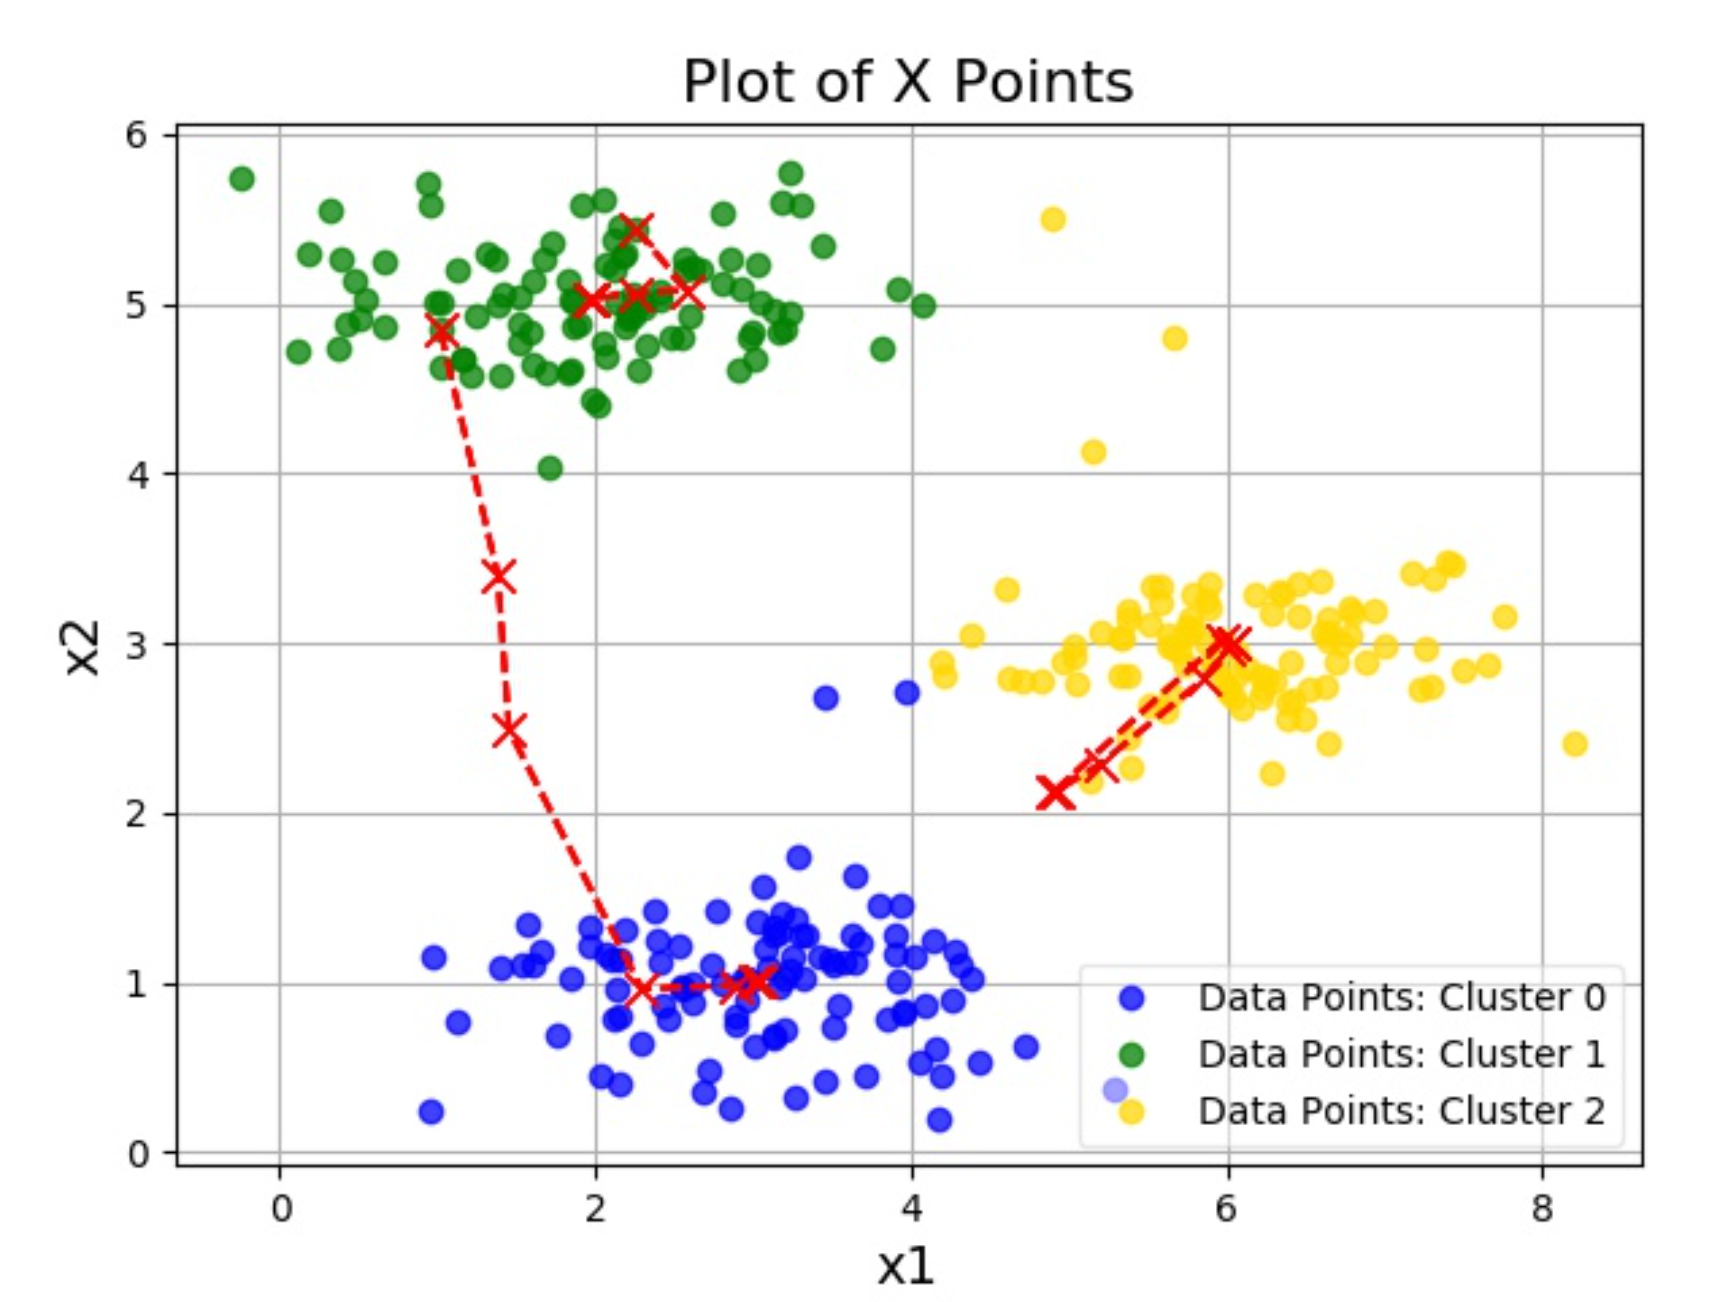 Plot of X Points
6
5
4
3
2
1
0
x2
0 2 4 6 8
x1
Data Points: Cluster 0
Data Points: Cluster 1
Data Points: Cluster 2